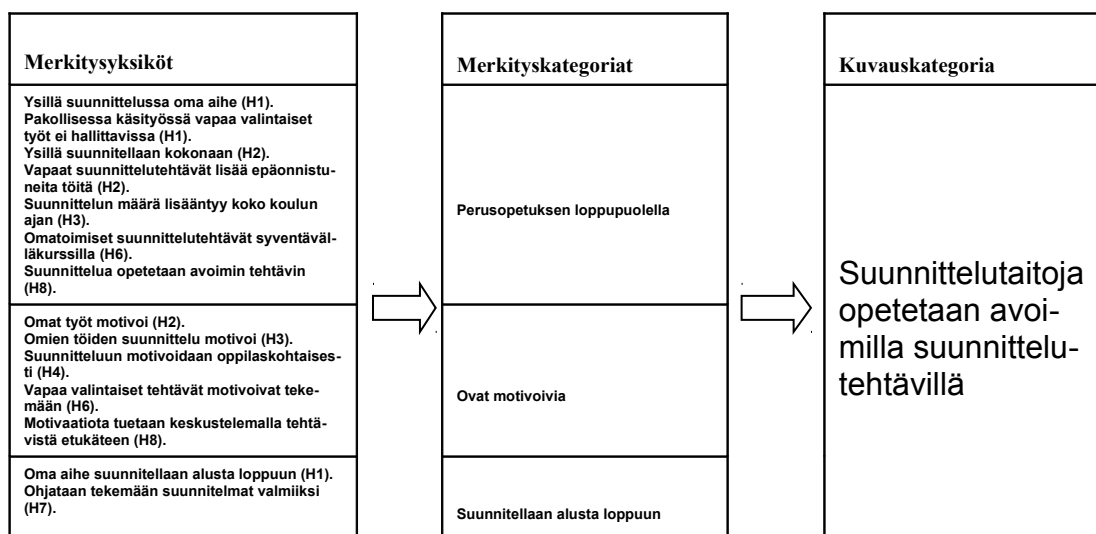 Merkitysyksiköt
Ysillä suunnittelussa oma aihe (H1).
Pakollisessa käsityössä vapaa valintaiset
työt ei hallittavissa (H1).
Ysillä suunnitellaan kokonaan (H2).
Vapaat suunnittelutehtävät lisää epäonnistu-
neita töitä (H2).
Suunnittelun määrä lisääntyy koko koulun
ajan (H3).
Omatoimiset suunnittelutehtävät syventäväl-
läkurssilla (H6).
Suunnittelua opetetaan avoimin tehtävin
(H8).
Omat työt motivoi (H2).
Omien töiden suunnittelu motivoi (H3).
Suunnitteluun motivoidaan oppilaskohtaises-
ti (H4).
Vapaa valintaiset tehtävät motivoivat teke-
mään (H6).
Motivaatiota tuetaan keskustelemalla tehtä-
vistä etukäteen (H8).
Oma aihe suunnitellaan alusta loppuun (H1).
Ohjataan tekemään suunnitelmat valmiiksi
(H7).
Merkityskategoriat
Perusopetuksen loppupuolella
Ovat motivoivia
Suunnitellaan alusta loppuun
Kuvauskategoria
Suunnittelutaitoja
opetetaan avoi-
milla suunnittelu-
tehtävillä